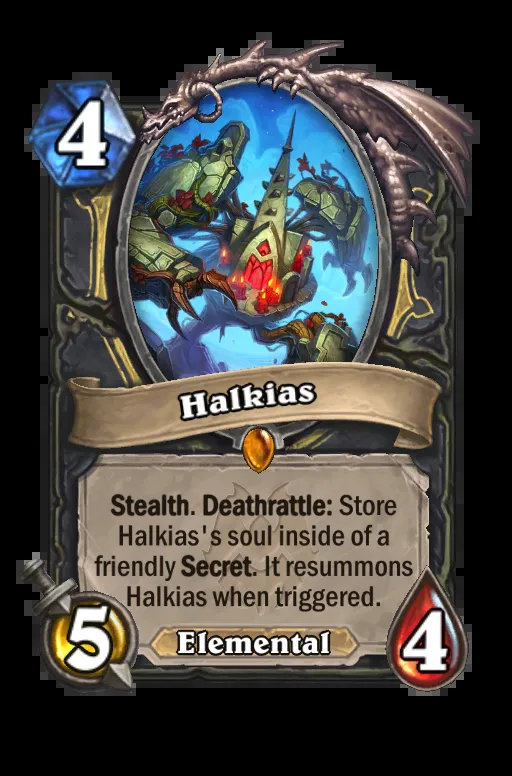 4
Halkias
Stealth. Deathrattle: Store
Halkias's soul inside of a
friendly Secret. It resummons
Halkias when triggered.
5
Elemental
4